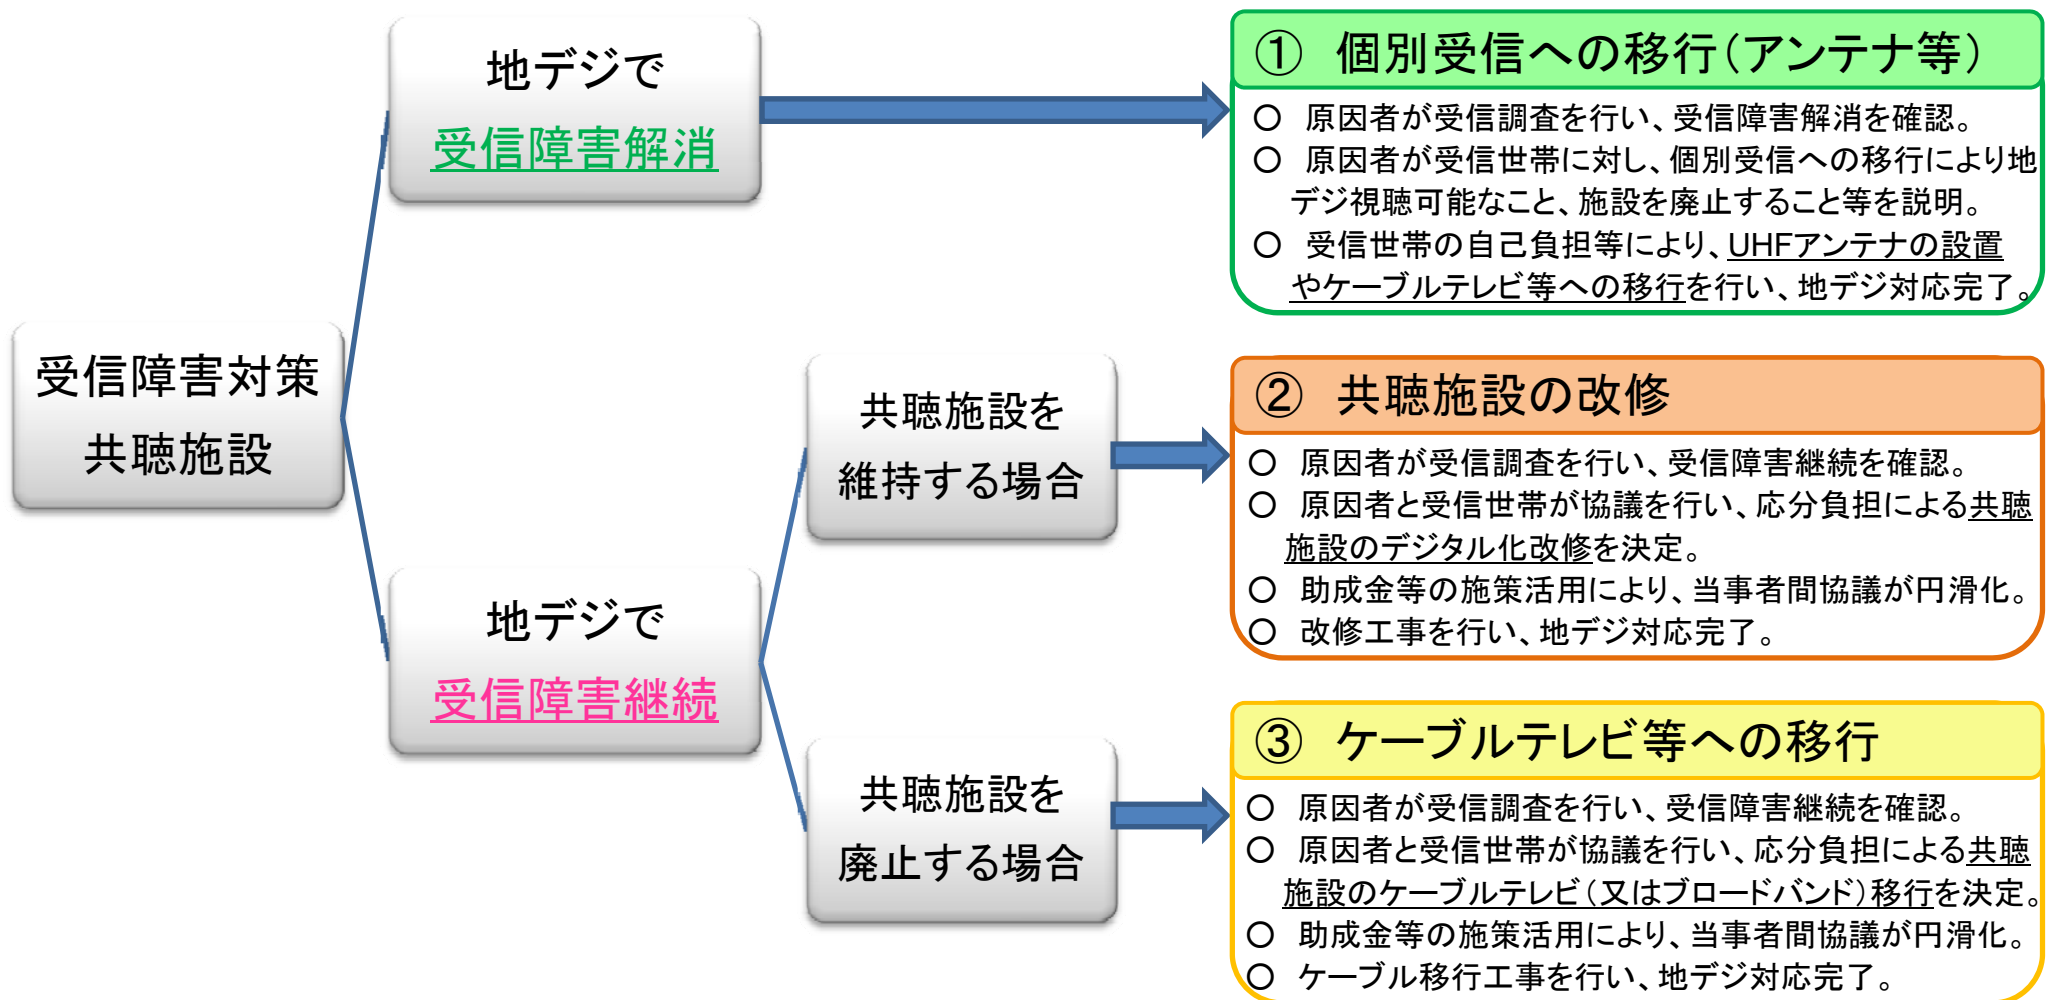 受信障害対策
共聴施設
地デジで
受信障害解消
地デジで
受信障害継続
共聴施設を
維持する場合
共聴施設を
廃止する場合
① 個別受信への移行(アンテナ等)
○ 原因者が受信調査を行い、受信障害解消を確認。
○ 原因者が受信世帯に対し、個別受信への移行により地
デジ視聴可能なこと、施設を廃止すること等を説明。
○ 受信世帯の自己負担等により、UHFアンテナの設置
やケーブルテレビ等への移行を行い、地デジ対応完了。
② 共聴施設の改修
○ 原因者が受信調査を行い、受信障害継続を確認。
○ 原因者と受信世帯が協議を行い、応分負担による共聴
施設のデジタル化改修を決定。
○ 助成金等の施策活用により、当事者間協議が円滑化。
○ 改修工事を行い、地デジ対応完了。
③ ケーブルテレビ等への移行
○ 原因者が受信調査を行い、受信障害継続を確認。
○ 原因者と受信世帯が協議を行い、応分負担による共聴
施設のケーブルテレビ(又はブロードバンド)移行を決定。
○ 助成金等の施策活用により、当事者間協議が円滑化。
○ ケーブル移行工事を行い、地デジ対応完了。